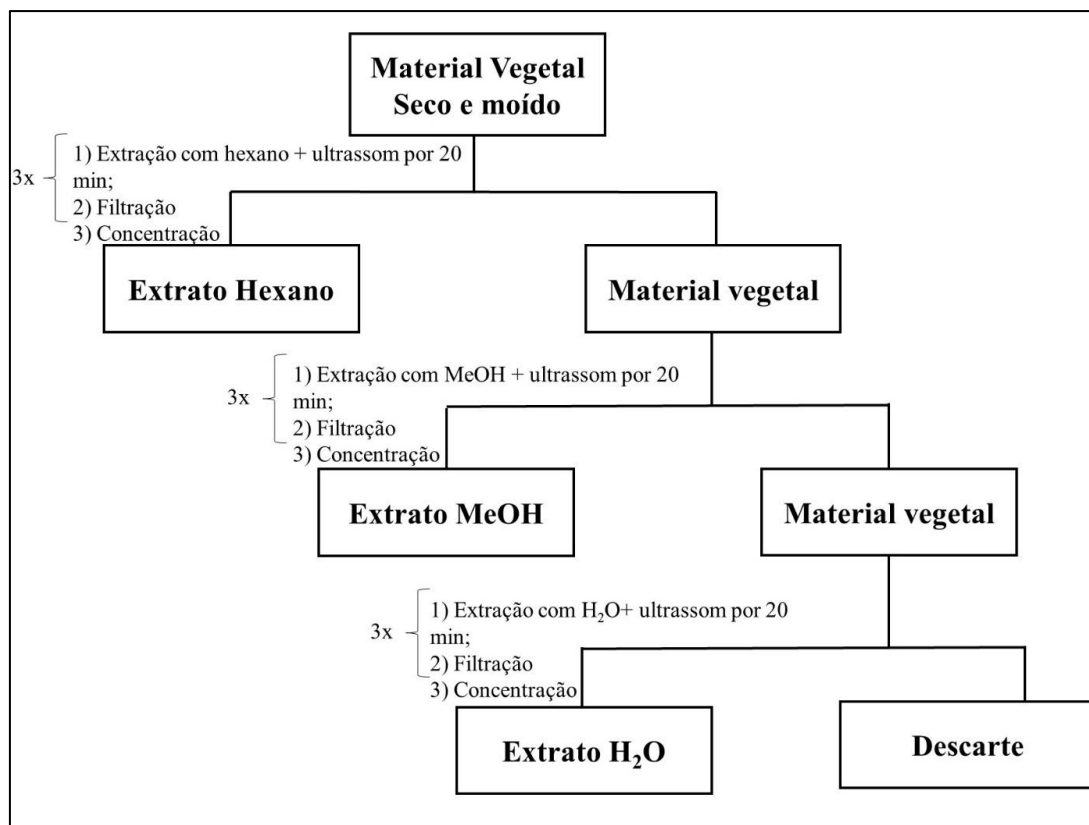 Material Vegetal
Seco e moído
3x
1) Extração com hexano + ultrassom por 20
min;
2) Filtração
3) Concentração
Extrato Hexano
Material vegetal
3x
1) Extração com MeOH + ultrassom por 20
min;
2) Filtração
3) Concentração
Extrato MeOH
Material vegetal
3x
1) Extração com H₂O+ ultrassom por 20
min;
2) Filtração
3) Concentração
Extrato H₂O
Descarte